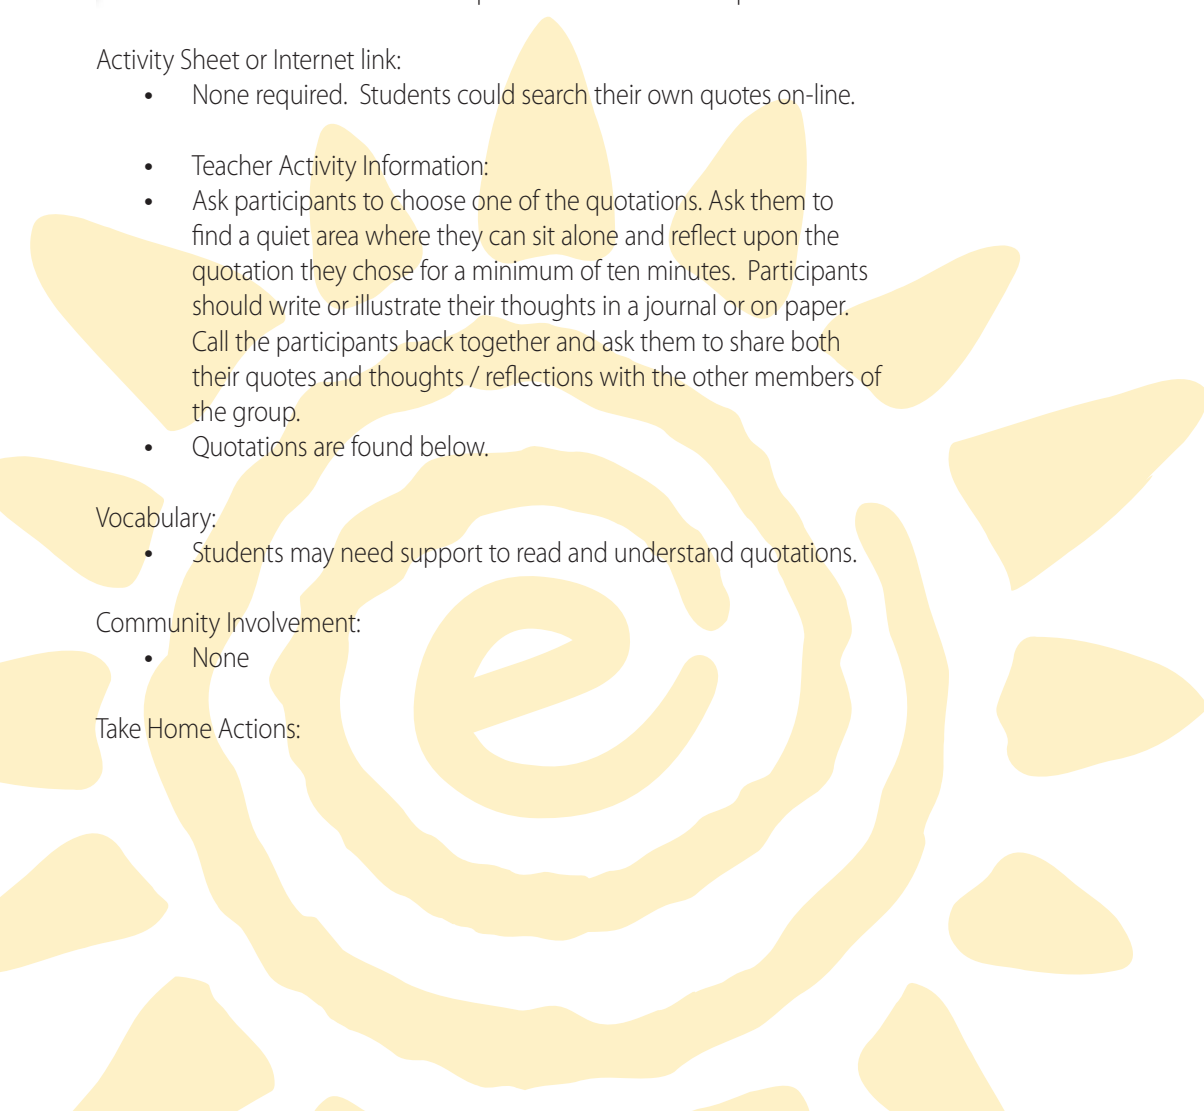 Activity Sheet or Internet link:
• None required.  Students could search their own quotes on-line.
• Teacher Activity Information:
• Ask participants to choose one of the quotations. Ask them to
find a quiet area where they can sit alone and reflect upon the
quotation they chose for a minimum of ten minutes.  Participants
should write or illustrate their thoughts in a journal or on paper.
Call the participants back together and ask them to share both
their quotes and thoughts / reflections with the other members of
the group.
• Quotations are found below.
Vocabulary:
• Students may need support to read and understand quotations.
Community Involvement:
• None
Take Home Actions:
e